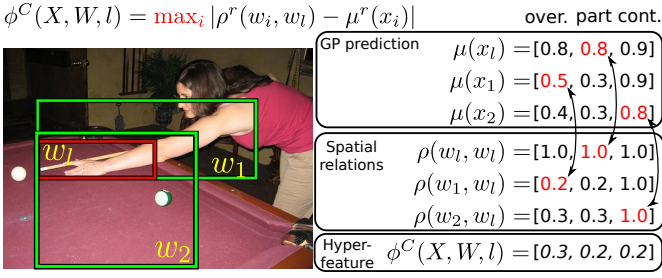 ϕ^C(X, W, l) = max_i |ρ^r(w_i, w_l) − μ^r(x_i)|
over. part cont.
GP prediction
μ(x_l) =[0.8, 0.8, 0.9]
μ(x_1) =[0.5, 0.3, 0.9]
μ(x_2) =[0.4, 0.3, 0.8]
w_l
w_1
w_2
Spatial
relations
ρ(w_l, w_l) =[1.0, 1.0, 1.0]
ρ(w_1, w_l) =[0.2, 0.2, 1.0]
ρ(w_2, w_l) =[0.3, 0.3, 1.0]
Hyper-
feature
ϕ^C(X, W, l) =[0.3, 0.2, 0.2]